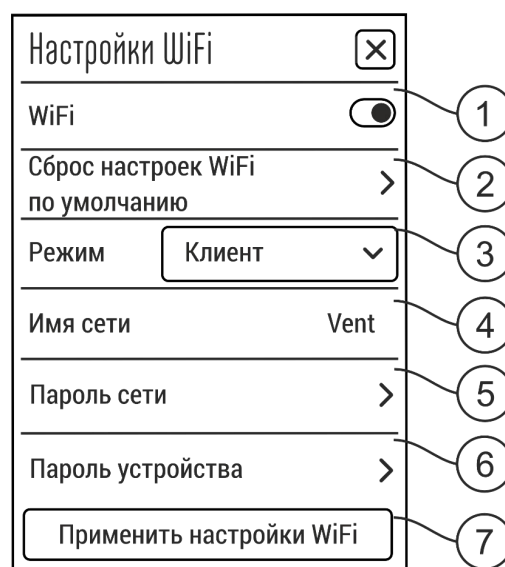 Настройки WiFi
WiFi
1
Сброс настроек WiFi
по умолчанию
2
Режим Клиент
3
Имя сети Vent
4
Пароль сети
5
Пароль устройства
6
Применить настройки WiFi
7